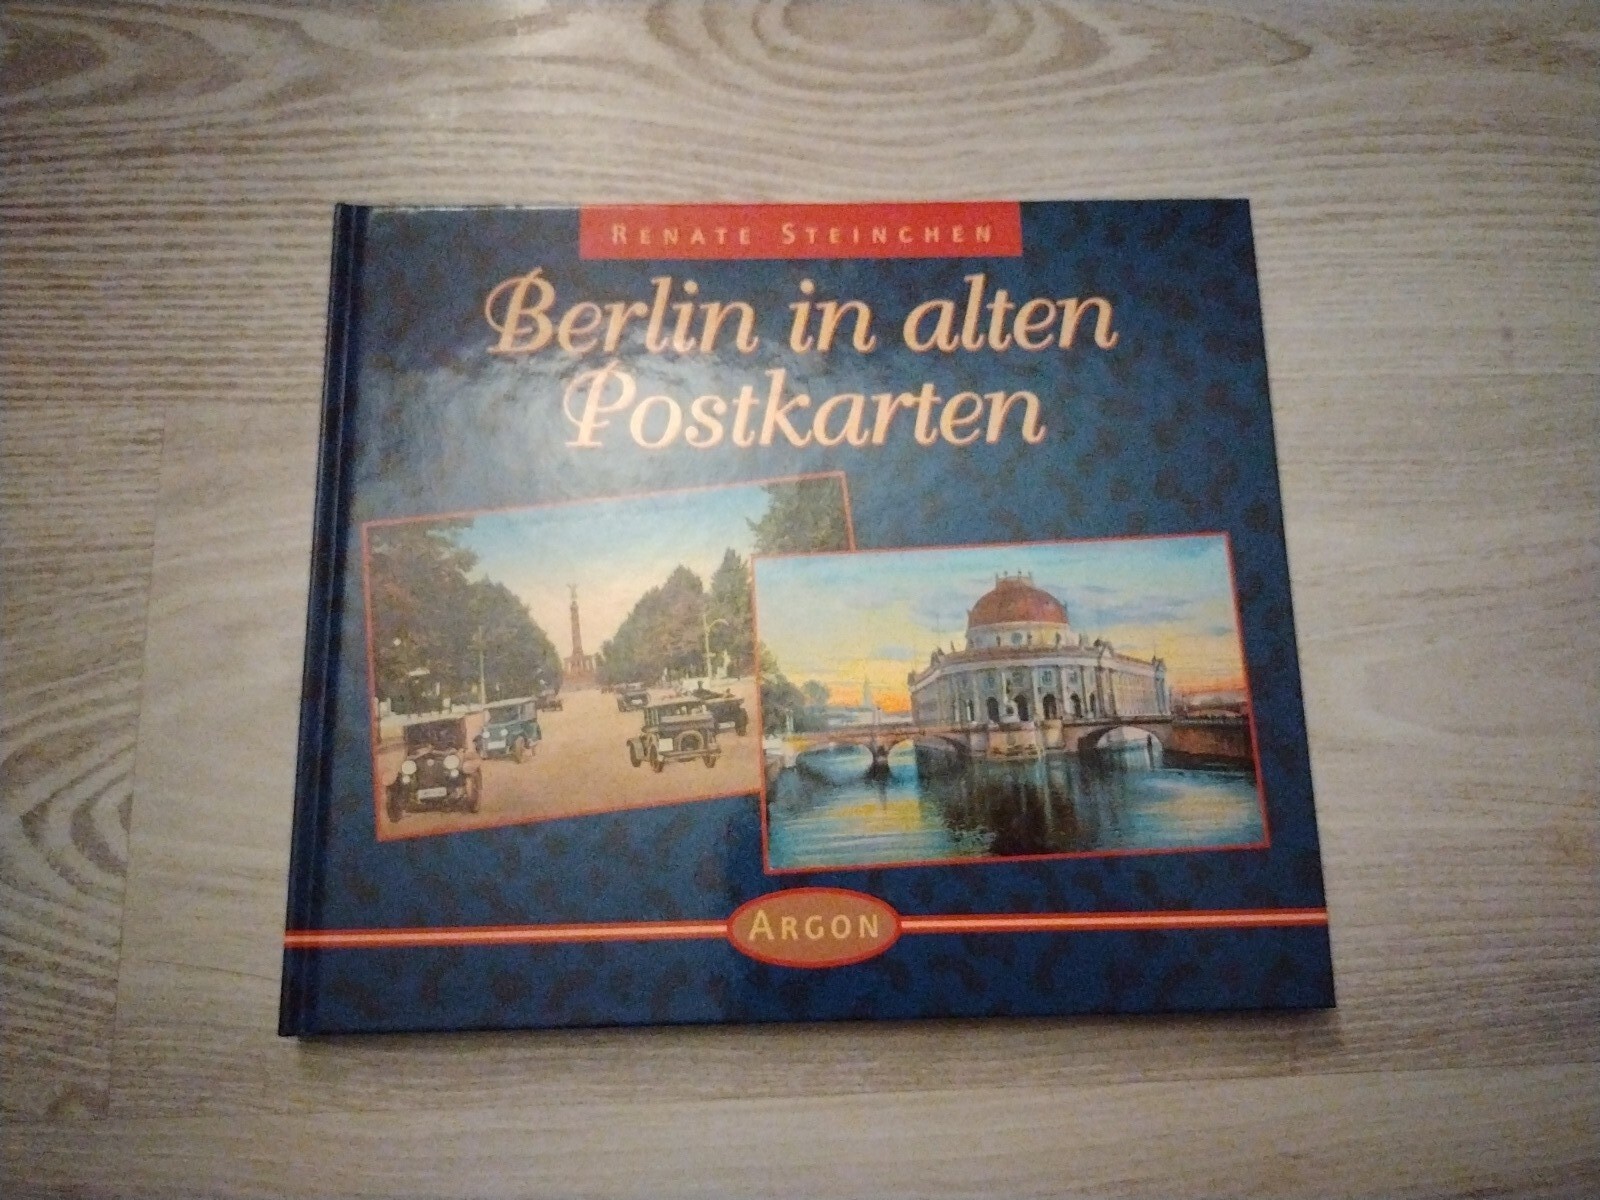 RENATE STEINCHEN
Berlin in alten
Postkarten
ARGON